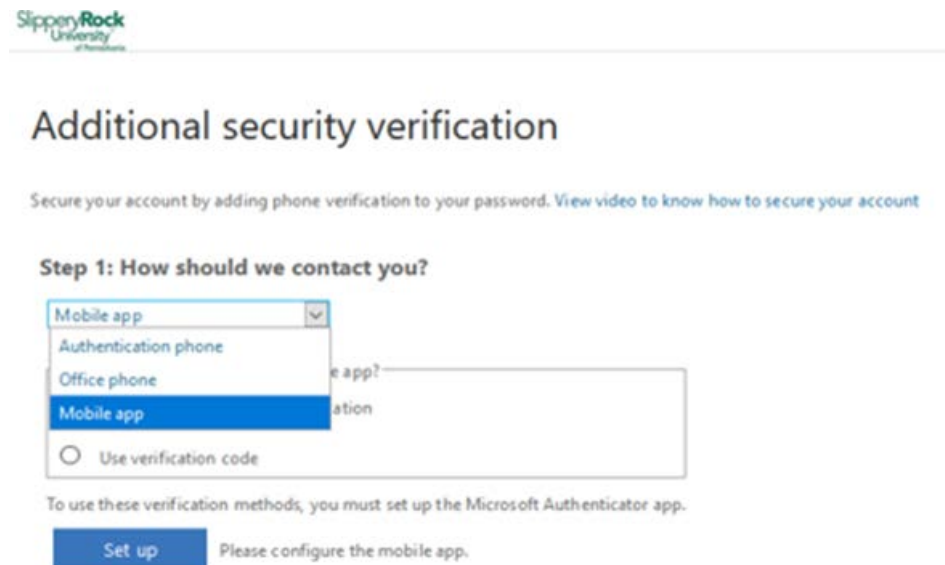 SlipperyRock
University
of Pennsylvania
Additional security verification
Secure your account by adding phone verification to your password. View video to know how to secure your account
Step 1: How should we contact you?
Mobile app
Authentication phone
Office phone
e app?
Mobile app
ation
Use verification code
To use these verification methods, you must set up the Microsoft Authenticator app.
Set up Please configure the mobile app.